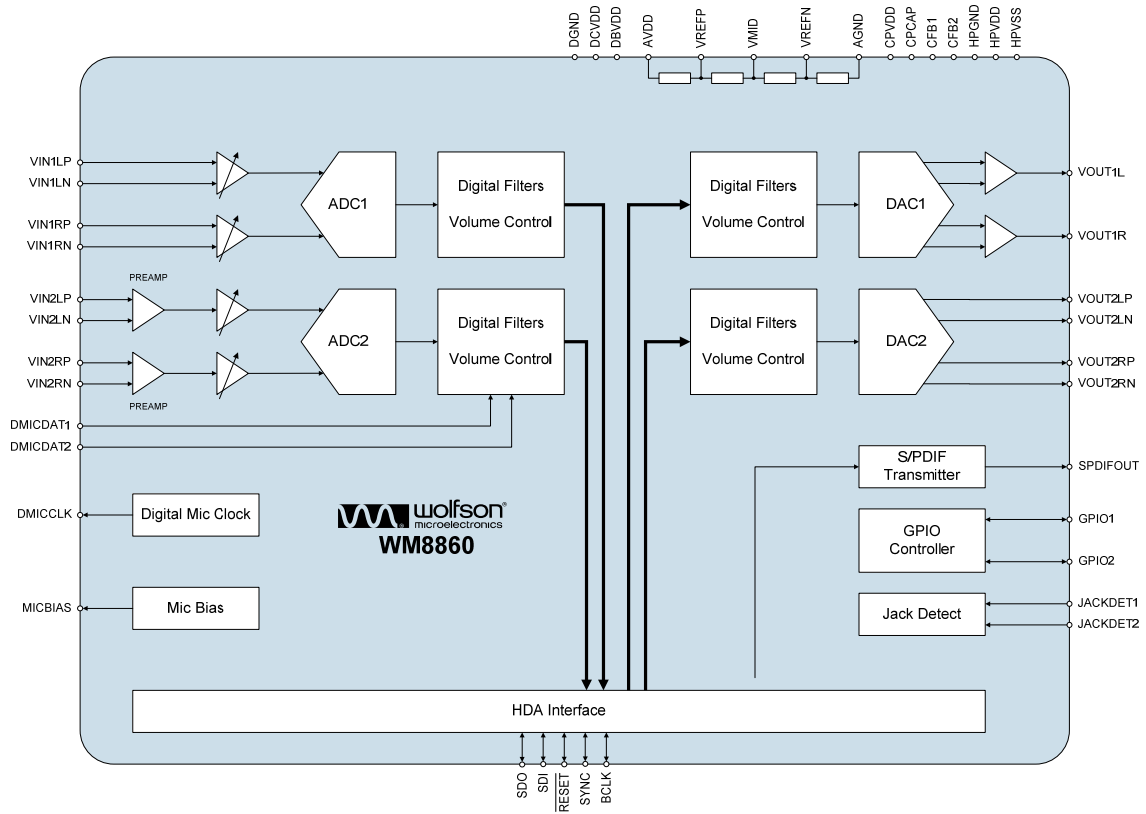 DGND
DCVDD
DBVDD
AVDD
VREFP
VMID
VREFN
AGND
CPVDD
CPCAP
CFB1
CFB2
HPGND
HPVDD
HPVSS
VIN1LP
VIN1LN
VIN1RP
VIN1RN
ADC1
Digital Filters
Volume Control
Digital Filters
Volume Control
DAC1
VOUT1L
VOUT1R
PREAMP
VIN2LP
VIN2LN
VIN2RP
VIN2RN
PREAMP
ADC2
Digital Filters
Volume Control
Digital Filters
Volume Control
DAC2
VOUT2LP
VOUT2LN
VOUT2RP
VOUT2RN
DMICDAT1
DMICDAT2
S/PDIF
Transmitter
SPDIFOUT
DMICCLK
Digital Mic Clock
wolfson®
microelectronics
WM8860
GPIO
Controller
GPIO1
GPIO2
MICBIAS
Mic Bias
Jack Detect
JACKDET1
JACKDET2
HDA Interface
SDO
SDI
RESET
SYNC
BCLK